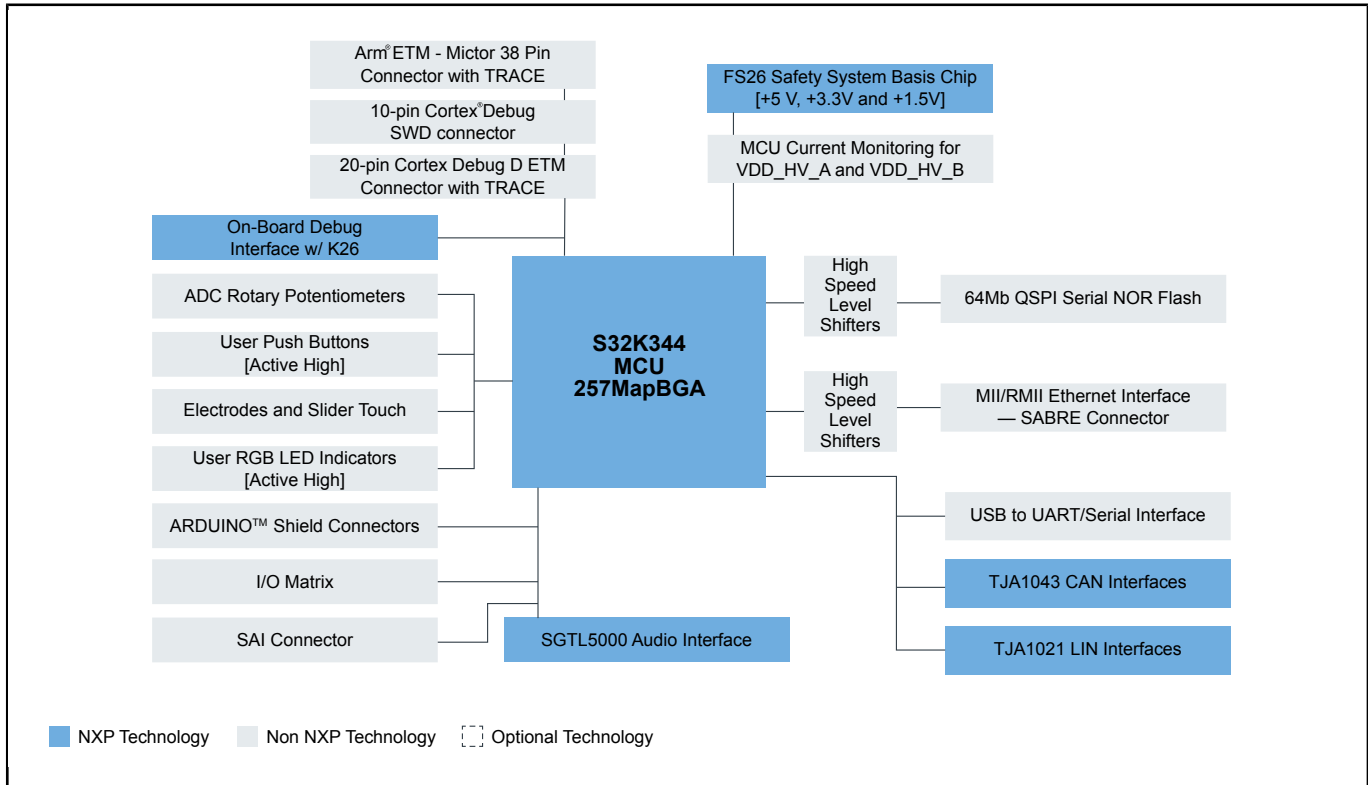 Arm® ETM - Mictor 38 Pin
Connector with TRACE
10-pin Cortex® Debug
SWD connector
20-pin Cortex Debug D ETM
Connector with TRACE
On-Board Debug
Interface w/ K26
ADC Rotary Potentiometers
User Push Buttons
[Active High]
Electrodes and Slider Touch
User RGB LED Indicators
[Active High]
ARDUINO™ Shield Connectors
I/O Matrix
SAI Connector
FS26 Safety System Basis Chip
[+5 V, +3.3V and +1.5V]
MCU Current Monitoring for
VDD_HV_A and VDD_HV_B
S32K344
MCU
257MapBGA
SGTL5000 Audio Interface
High
Speed
Level
Shifters
64Mb QSPI Serial NOR Flash
High
Speed
Level
Shifters
MII/RMII Ethernet Interface
— SABRE Connector
USB to UART/Serial Interface
TJA1043 CAN Interfaces
TJA1021 LIN Interfaces
NXP Technology
Non NXP Technology
Optional Technology